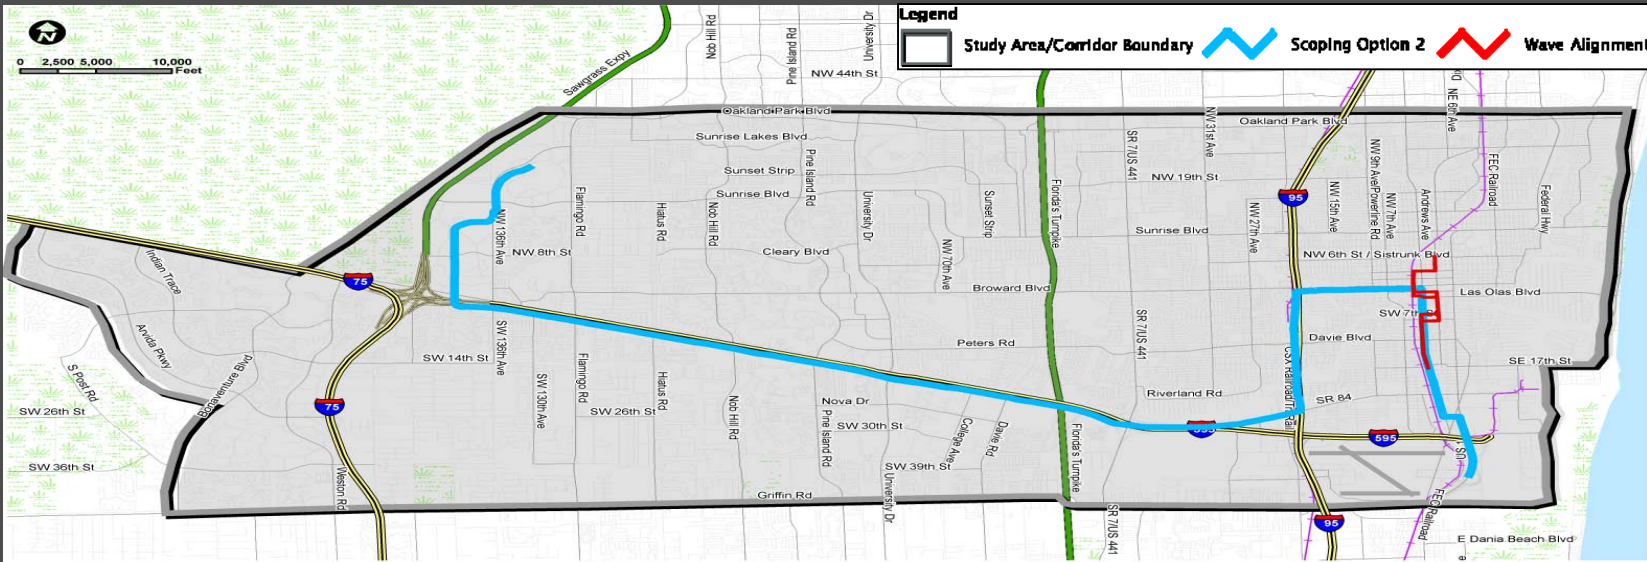 Legend
Study Area/Corridor Boundary
Scoping Option 2
Wave Alignment
N
0 2,500 5,000 10,000
Feet
Sawgrass Expy
Nob Hill Rd
Pine Island Rd
University Dr
NW 44th St
NE 6th Ave
Oakland Park Blvd
Oakland Park Blvd
Sunrise Lakes Blvd
Sunset Strip
Sunrise Blvd
Pine Island Rd
SR 7/US 441
NW 31st Ave
NW 19th St
95
NW 15th Ave
NW 9th Ave/Powerline Rd
NW 7th Ave
Andrews Ave
FEC Railroad
Federal Hwy
Flamingo Rd
Hiatus Rd
Nob Hill Rd
University Dr
Sunset Strip
Florida's Turnpike
NW 27th Ave
Sunrise Blvd
NW 136th Ave
NW 8th St
Cleary Blvd
NW 70th Ave
NW 6th St / Sistrunk Blvd
Indian Trace
75
Broward Blvd
Las Olas Blvd
SW 7th
Arvida Pkwy
SW 136th Ave
SR 7/US 441
Peters Rd
Davie Blvd
SW 14th St
SE 17th St
S Post Rd
Bonaventure Blvd
SW 130th Ave
Flamingo Rd
Hiatus Rd
Riverland Rd
SR 84
75
SW 26th St
SW 26th St
Nob Hill Rd
Nova Dr
Pine Island Rd
SW 30th St
College Ave
Davie Rd
Florida's Turnpike
595
595
SW 36th St
Weston Rd
SW 39th St
University Dr
US 1
Griffin Rd
SR 7/US 441
95
FEC Railroad
E Dania Beach Blvd